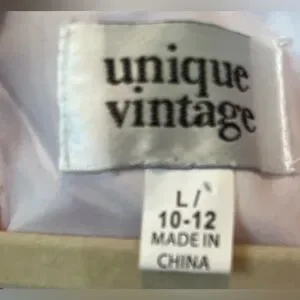 unique
vintage
L/
10-12
MADE IN
CHINA